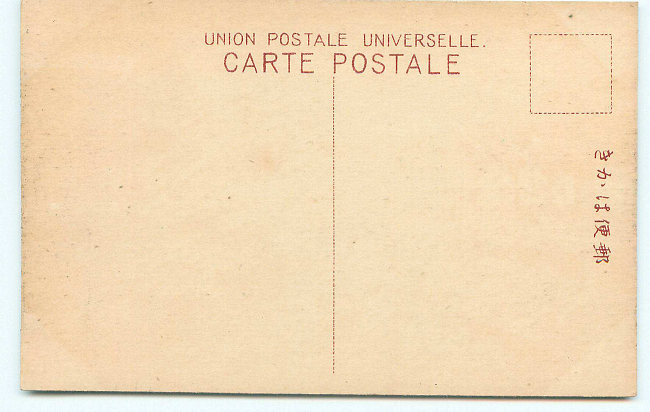 UNION POSTALE UNIVERSELLE.
CARTE POSTALE
きかは便郵